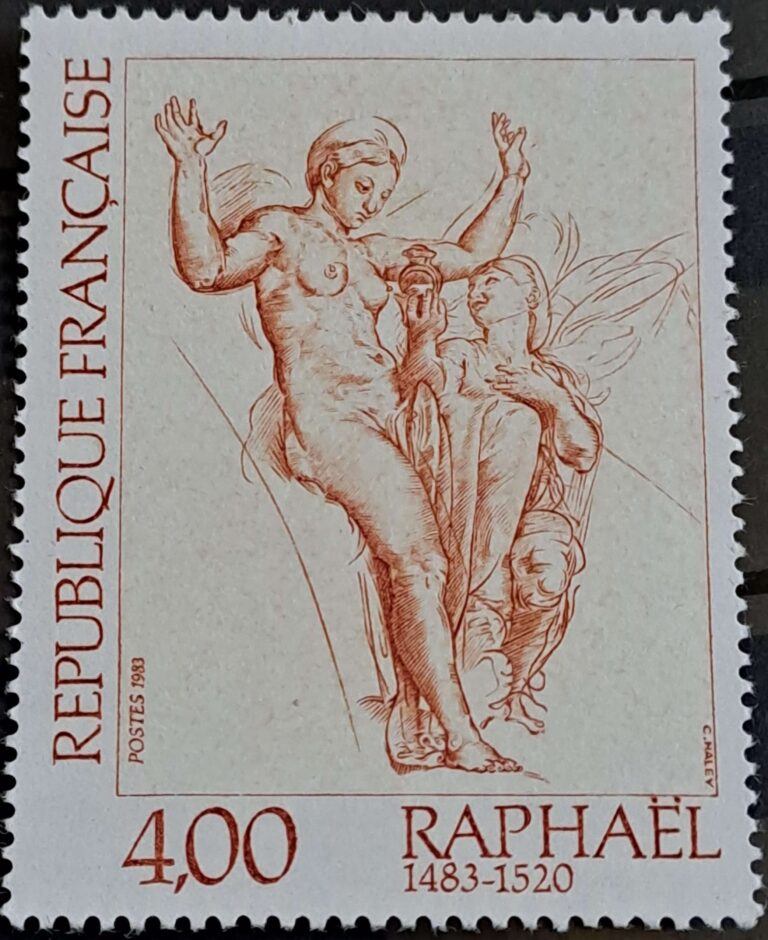 REPUBLIQUE FRANÇAISE
POSTES 1983
C. HALEY
4,00
RAPHAËL
1483-1520